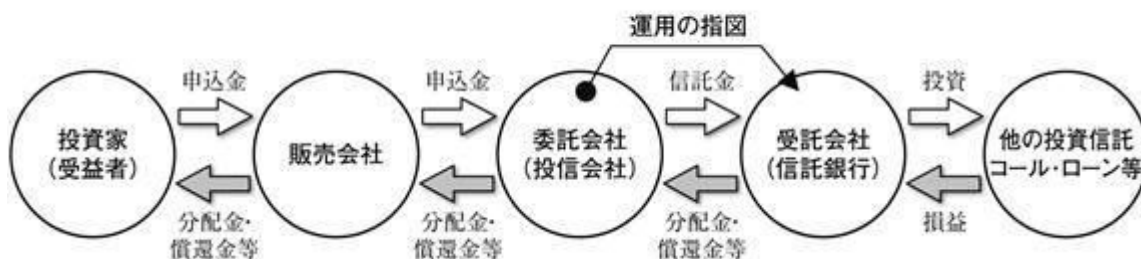 運用の指図
申込金
申込金
信託金
投資
投資家
(受益者)
販売会社
委託会社
(投信会社)
受託会社
(信託銀行)
他の投資信託
コール・ローン等
分配金・
償還金等
分配金・
償還金等
分配金・
償還金等
損益